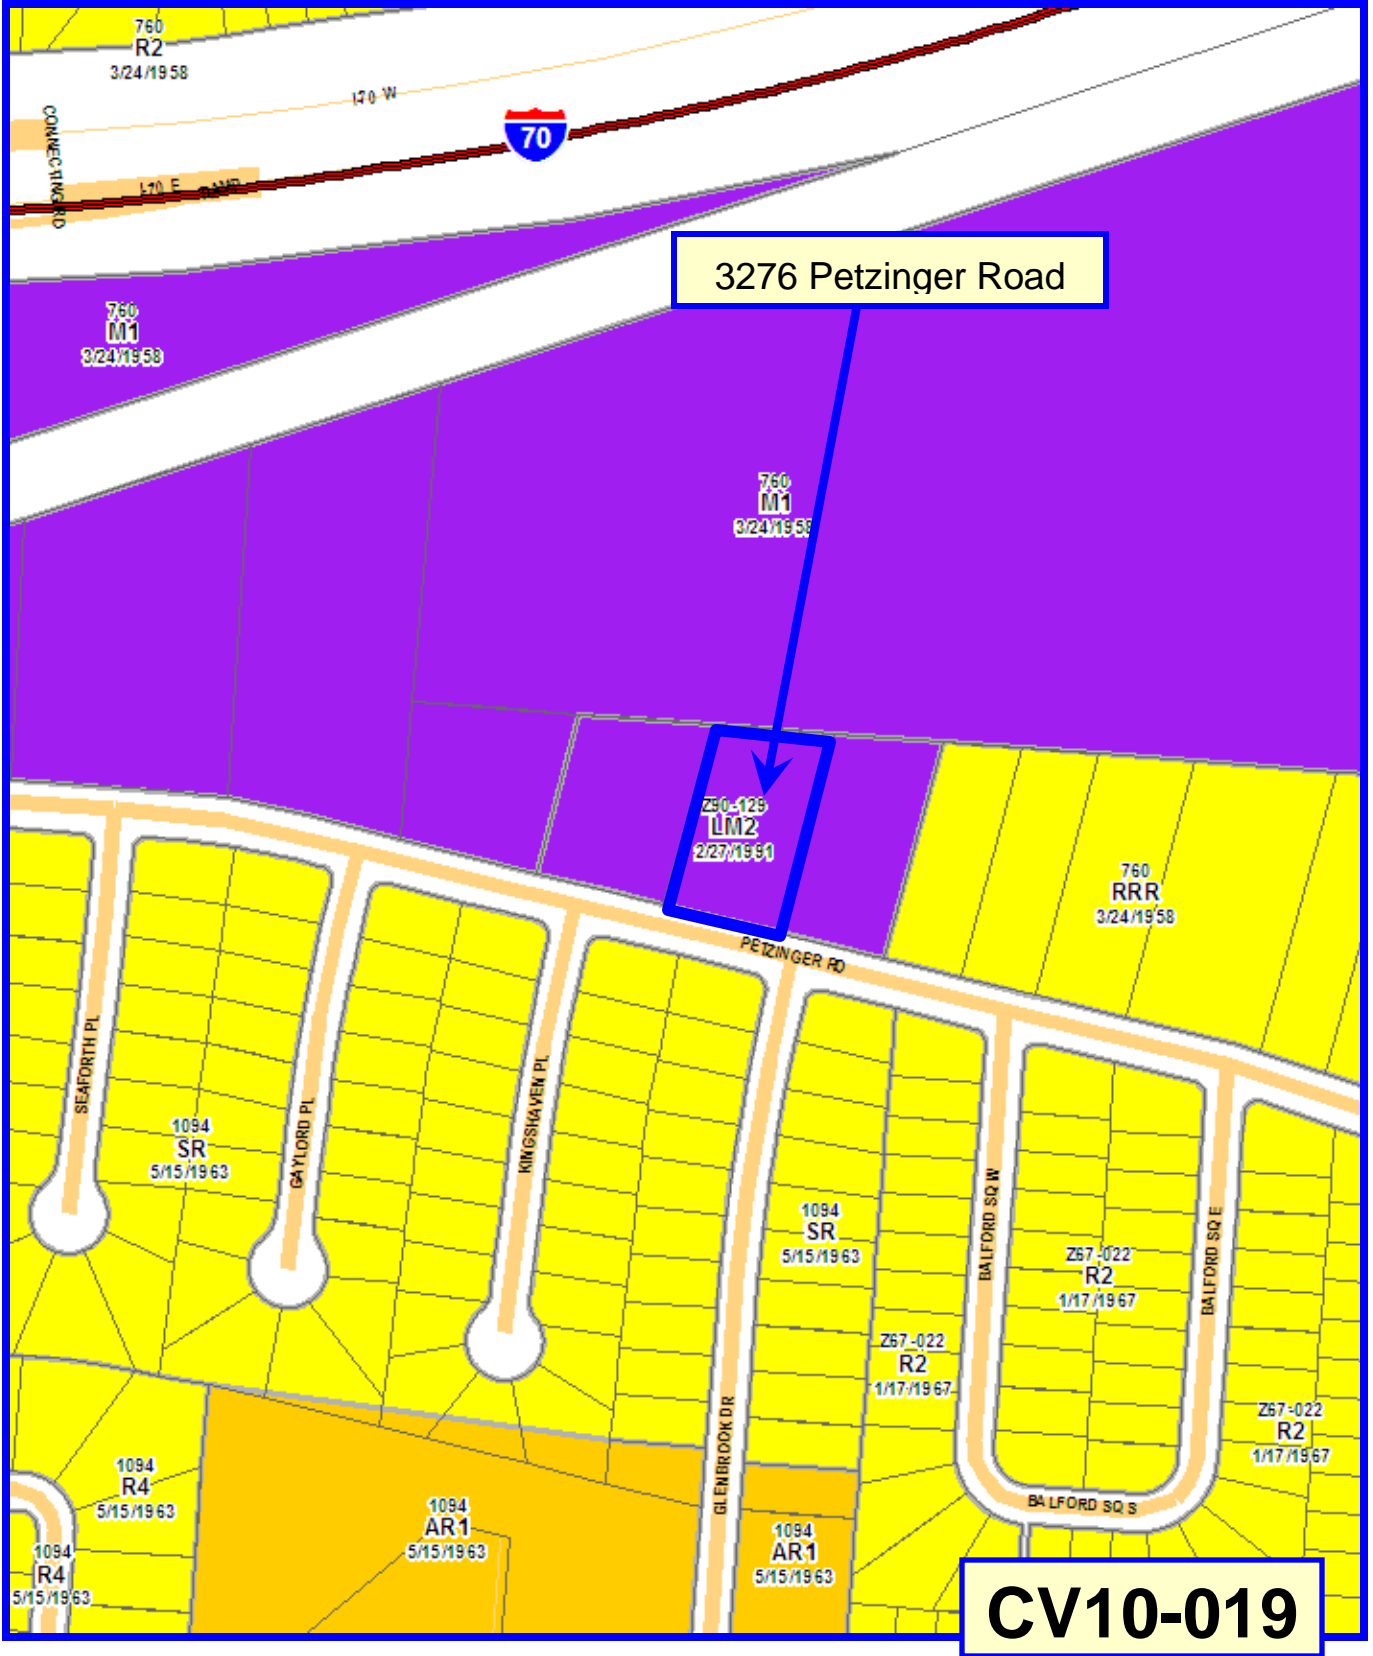 760
R2
3/24/1958
I-70 W
70
CONNECTING RD
I-70 E RAMP
3276 Petzinger Road
760
M1
3/24/1958
760
M1
3/24/1958
Z90-129
LM2
2/27/1991
760
RRR
3/24/1958
PETZINGER RD
SEAFORTH PL
GAYLORD PL
KINGSHAVEN PL
1094
SR
5/15/1963
1094
SR
5/15/1963
BALFORD SQ W
Z67-022
R2
1/17/1967
BALFORD SQ E
Z67-022
R2
1/17/1967
Z67-022
R2
1/17/1967
GLENBROOK DR
1094
R4
5/15/1963
1094
AR1
5/15/1963
BALFORD SQ S
1094
AR1
5/15/1963
1094
R4
5/15/1963
CV10-019